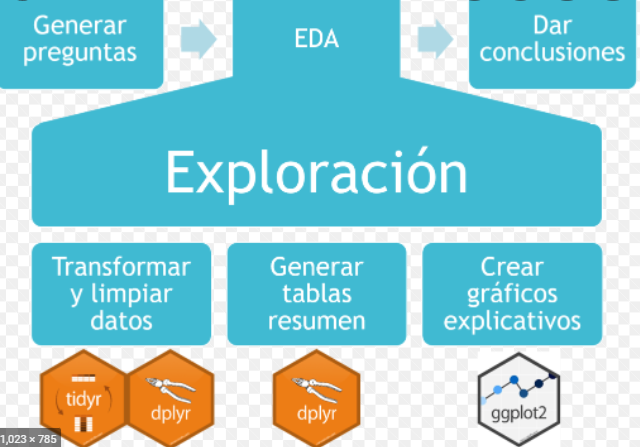 Generar
preguntas
EDA
Dar
conclusiones
Exploración
Transformar
y limpiar
datos
Generar
tablas
resumen
Crear
gráficos
explicativos
tidyr
dplyr
dplyr
ggplot2
1,023 × 785